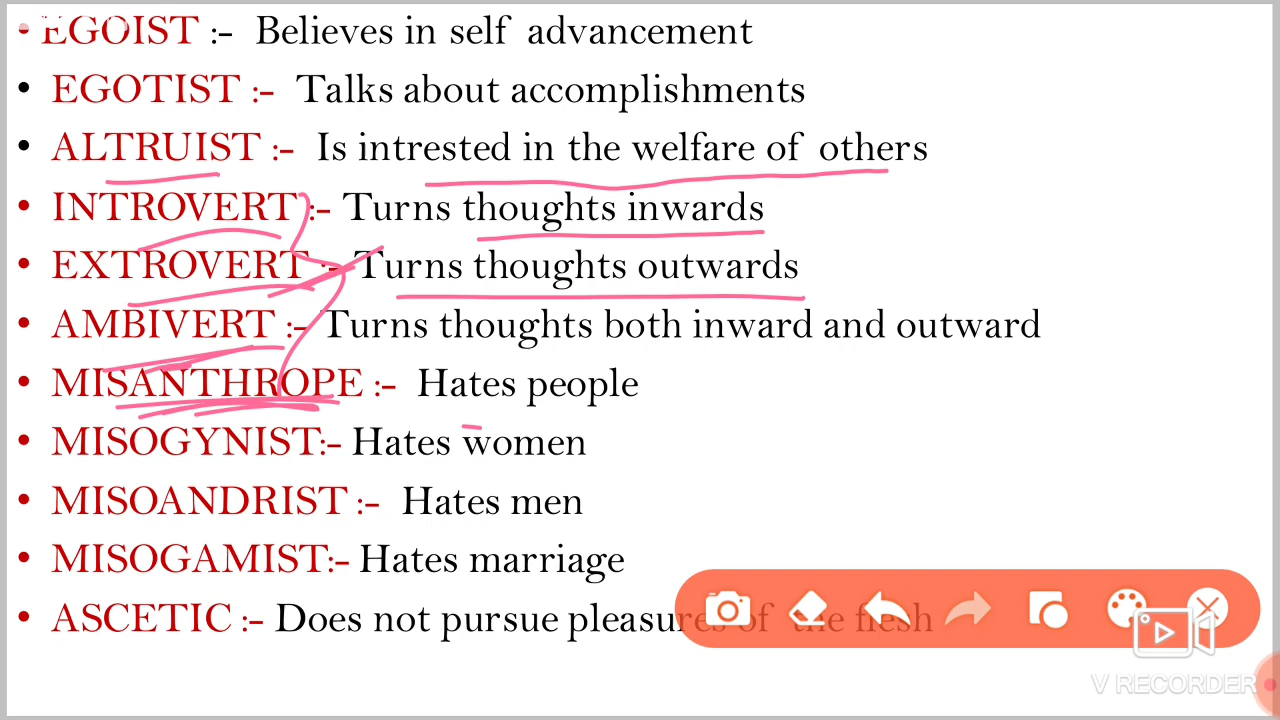 • EGOIST :- Believes in self advancement
• EGOTIST :- Talks about accomplishments
• ALTRUIST :- Is intrested in the welfare of others
• INTROVERT :- Turns thoughts inwards
• EXTROVERT :- Turns thoughts outwards
• AMBIVERT :- Turns thoughts both inward and outward
• MISANTHROPE :- Hates people
• MISOGYNIST:- Hates women
• MISOANDRIST :- Hates men
• MISOGAMIST:- Hates marriage
• ASCETIC :- Does not pursue pleasures of the flesh
V RECORDER